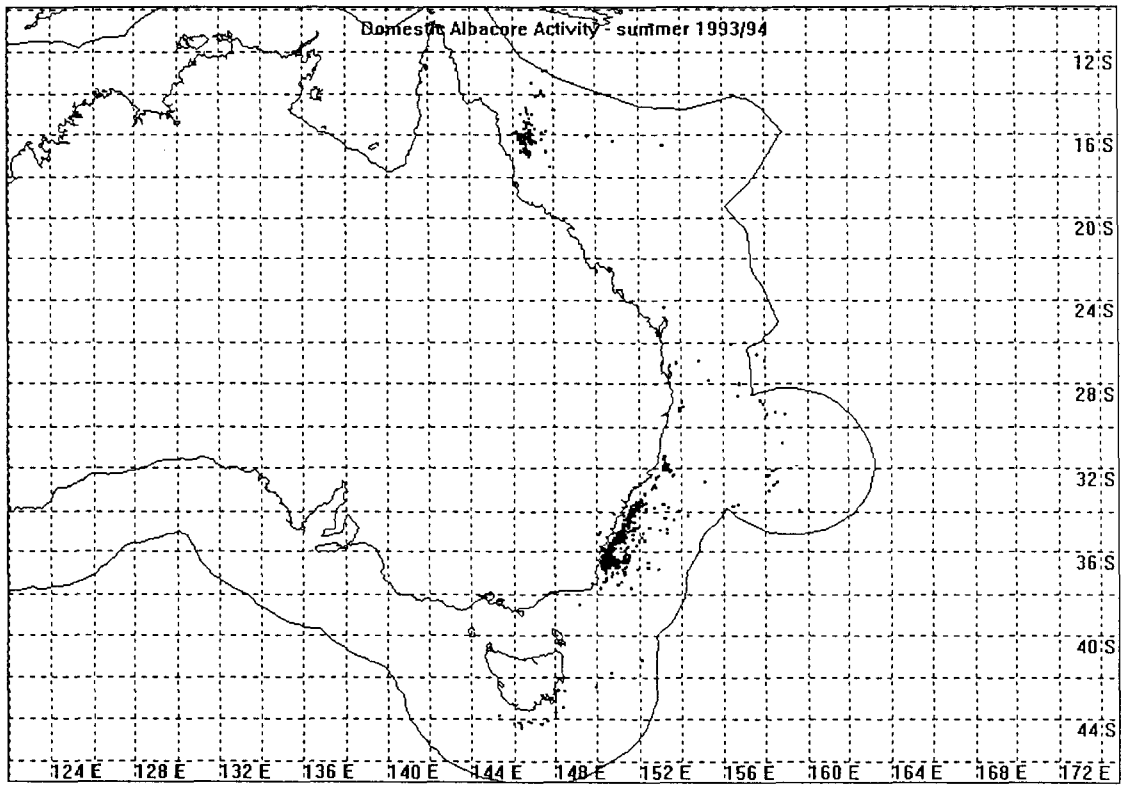 Domestic Albacore Activity - summer 1993/94
12'S
16'S
20'S
24'S
28'S
32'S
36'S
40'S
44'S
124 E 128 E 132 E 136 E 140 E 144 E 148 E 152 E 156 E 160 E 164 E 168 E 172 E